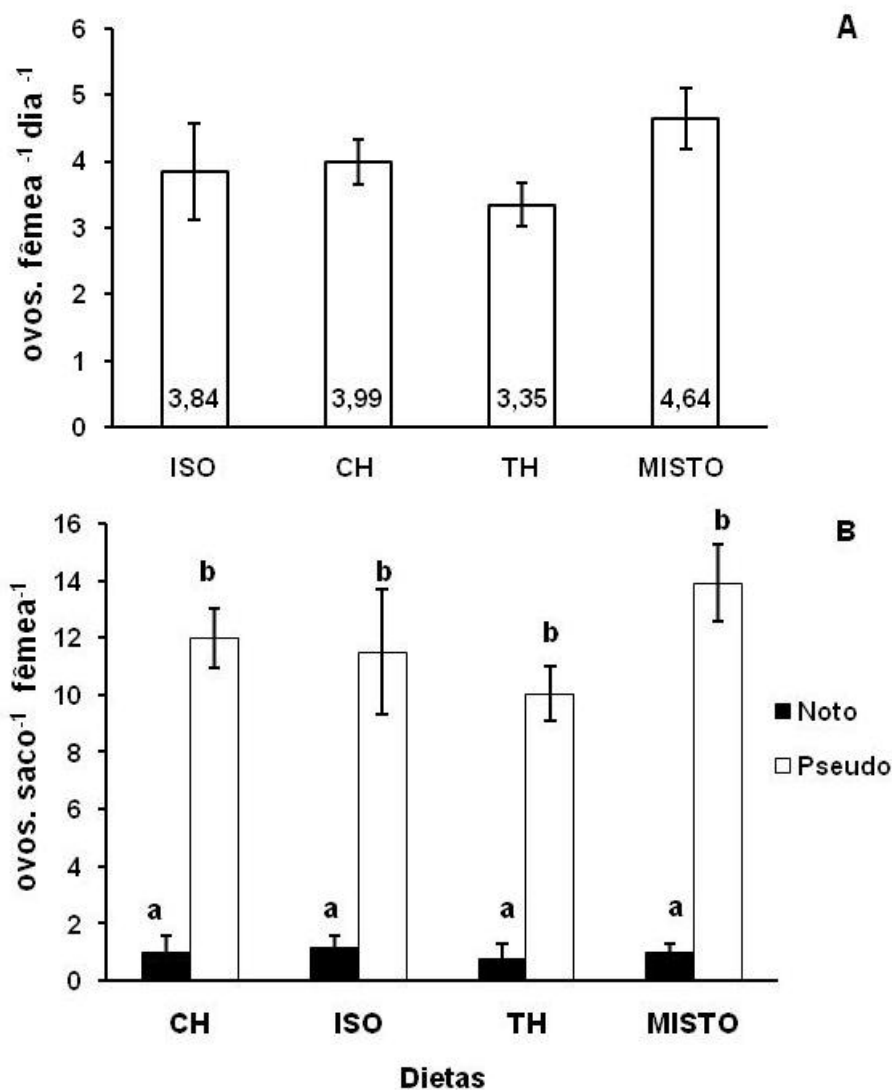 A
ovos. fêmea -1 dia -1
6
5
4
3
2
1
0
3,84 3,99 3,35 4,64
ISO CH TH MISTO
B
ovos. saco-1 fêmea-1
16
14
12
10
8
6
4
2
0
b b b b
a a a a
Noto
Pseudo
CH ISO TH MISTO
Dietas